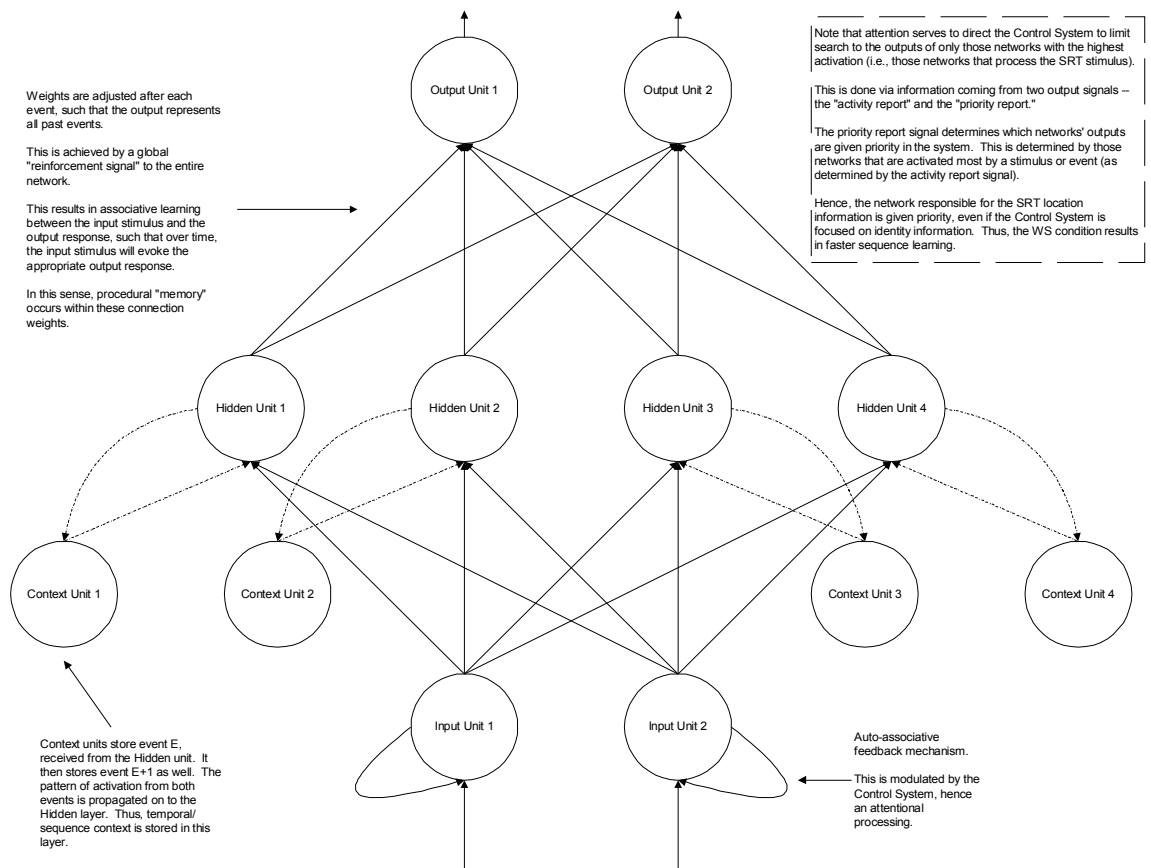 Output Unit 1
Output Unit 2
Note that attention serves to direct the Control System to limit
search to the outputs of only those networks with the highest
activation (i.e., those networks that process the SRT stimulus).
This is done via information coming from two output signals --
the "activity report" and the "priority report."
The priority report signal determines which networks' outputs
are given priority in the system. This is determined by those
networks that are activated most by a stimulus or event (as
determined by the activity report signal).
Hence, the network responsible for the SRT location
information is given priority, even if the Control System is
focused on identity information. Thus, the WS condition results
in faster sequence learning.
Weights are adjusted after each
event, such that the output represents
all past events.
This is achieved by a global
"reinforcement signal" to the entire
network.
This results in associative learning
between the input stimulus and the
output response, such that over time,
the input stimulus will evoke the
appropriate output response.
In this sense, procedural "memory"
occurs within these connection
weights.
Hidden Unit 1
Hidden Unit 2
Hidden Unit 3
Hidden Unit 4
Context Unit 1
Context Unit 2
Context Unit 3
Context Unit 4
Input Unit 1
Input Unit 2
Context units store event E,
received from the Hidden unit. It
then stores event E+1 as well. The
pattern of activation from both
events is propagated on to the
Hidden layer. Thus, temporal/
sequence context is stored in this
layer.
Auto-associative
feedback mechanism.
This is modulated by the
Control System, hence
an attentional
processing.